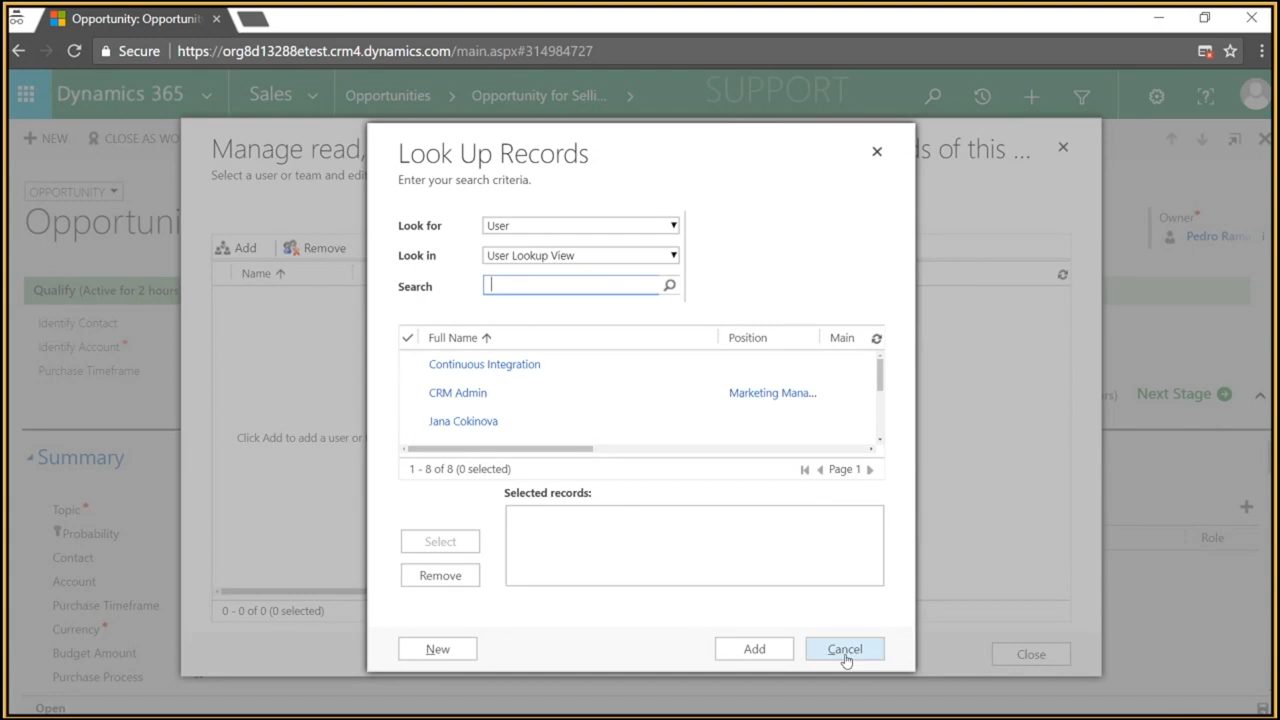 Opportunity: Opportunit
Secure
https://org8d13288etest.crm4.dynamics.com/main.aspx#314984727
Dynamics 365
Sales
Opportunities
Opportunity for Selli...
SUPPORT
NEW
CLOSE AS WO
Manage read,
ds of this ...
Select a user or team and edit
OPPORTUNITY
Opportuni
Owner*
Pedro Ram
Add
Remove
Name
Qualify (Active for 2 hours
Identify Contact
Identify Account *
Purchase Timeframe
Next Stage
Click Add to add a user or
Summary
Topic *
Probability
Contact
Account
Purchase Timeframe
Currency *
Budget Amount
Purchase Process
Role
0 - 0 of 0 (0 selected)
Close
Open
Look Up Records
Enter your search criteria.
Look for
User
Look in
User Lookup View
Search
Full Name
Position
Main
Continuous Integration
CRM Admin
Marketing Mana...
Jana Cokinova
1 - 8 of 8 (0 selected)
Page 1
Selected records:
Select
Remove
New
Add
Cancel